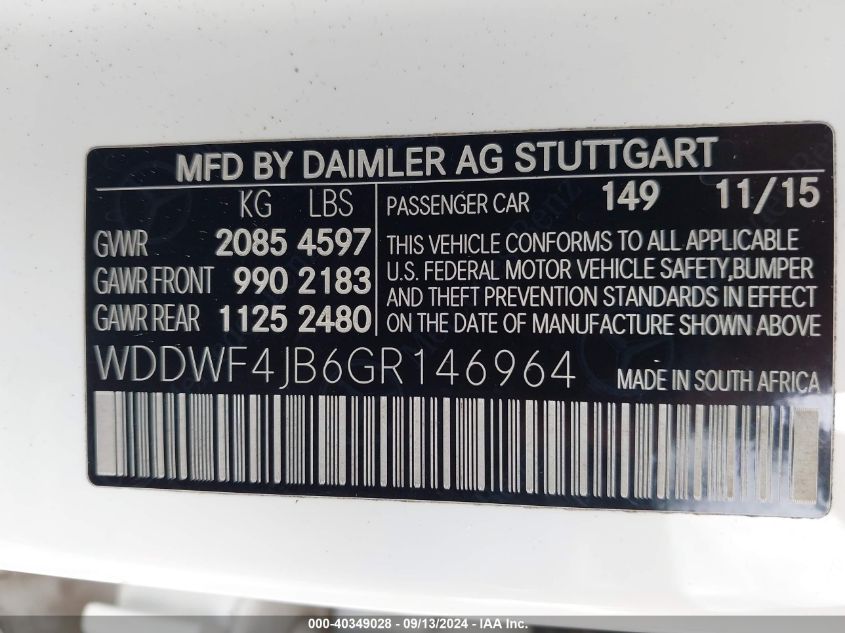 MFD BY DAIMLER AG STUTTGART
KG LBS
GVWR 2085 4597
GAWR FRONT 990 2183
GAWR REAR 1125 2480
PASSENGER CAR 149 11/15
THIS VEHICLE CONFORMS TO ALL APPLICABLE
U.S. FEDERAL MOTOR VEHICLE SAFETY, BUMPER
AND THEFT PREVENTION STANDARDS IN EFFECT
ON THE DATE OF MANUFACTURE SHOWN ABOVE
WDDWF4JB6GR146964 MADE IN SOUTH AFRICA
000-40349028 - 09/13/2024 - IAA Inc.